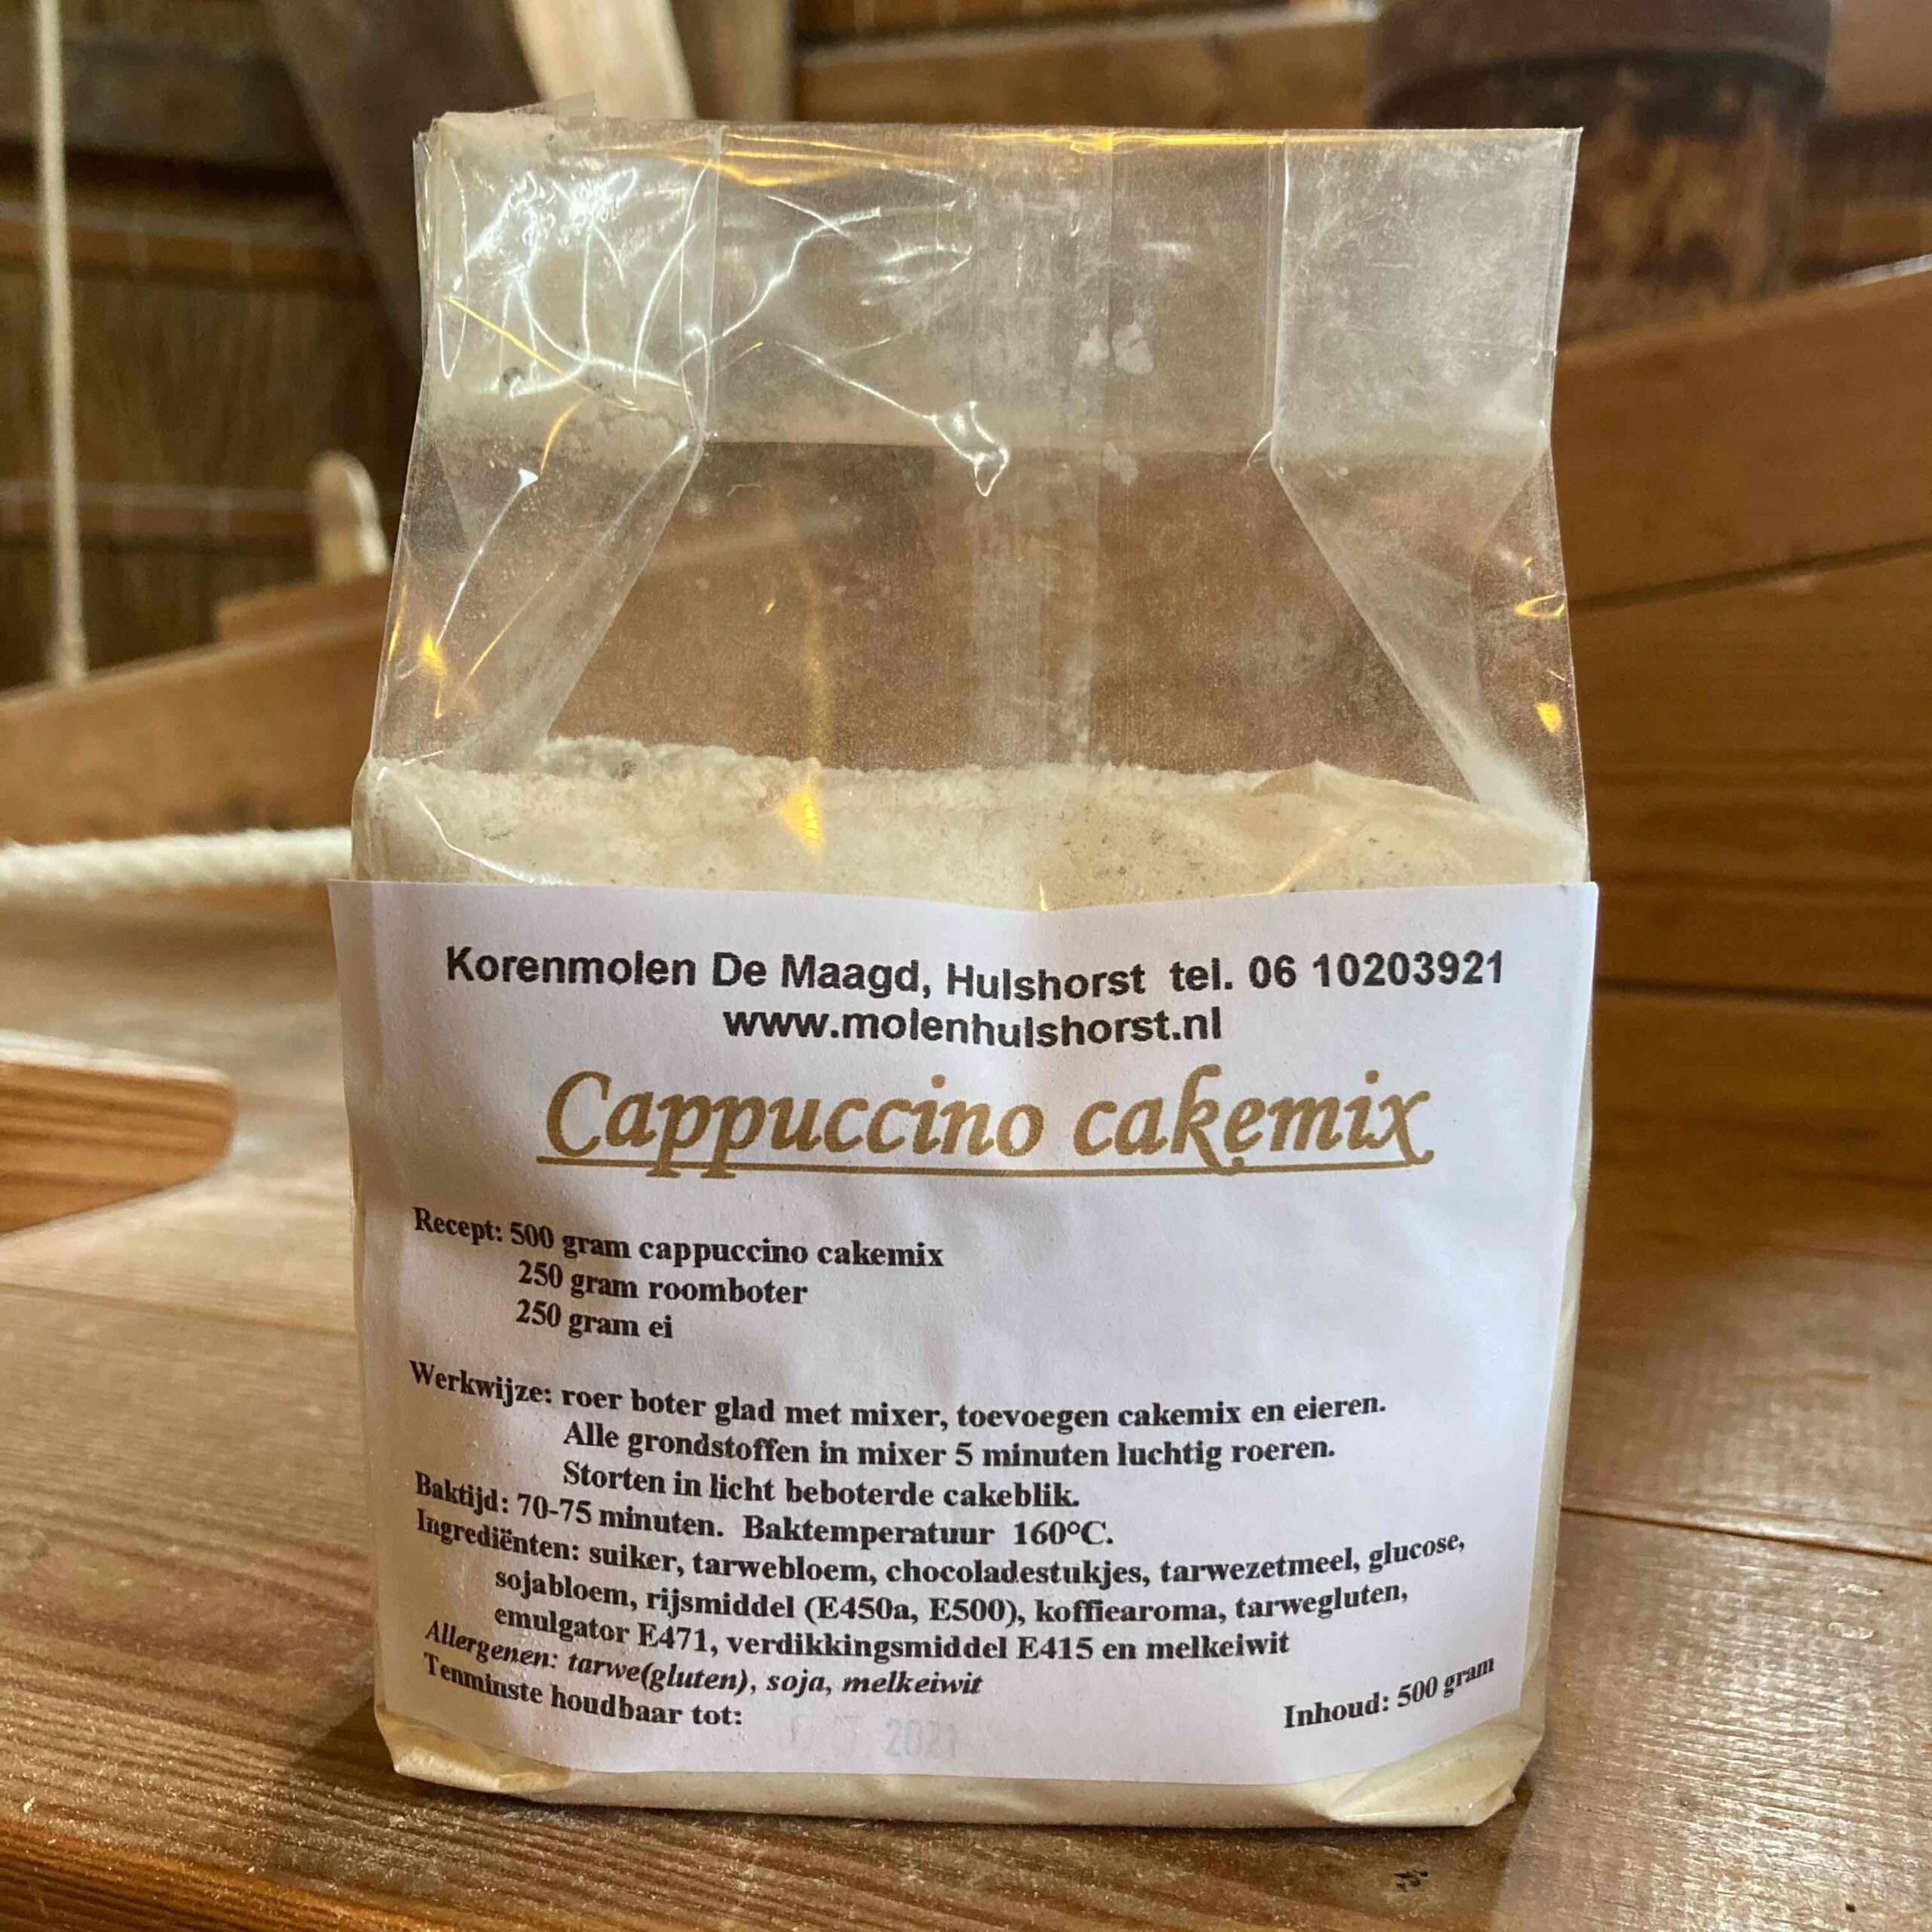 Korenmolen De Maagd, Hulshorst tel. 06 10203921
www.molenhulshorst.nl
Cappuccino cakemix
Recept: 500 gram cappuccino cakemix
250 gram roomboter
250 gram ei
Werkwijze: roer boter glad met mixer, toevoegen cakemix en eieren.
Alle grondstoffen in mixer 5 minuten luchtig roeren.
Storten in licht beboterde cakeblik.
Baktijd: 70-75 minuten. Baktemperatuur 160°C.
Ingrediënten: suiker, tarwebloem, chocoladestukjes, tarwezetmeel, glucose,
sojabloem, rijsmiddel (E450a, E500), koffiearoma, tarwegluten,
emulgator E471, verdikkingsmiddel E415 en melkeiwit
Allergenen: tarwe(gluten), soja, melkeiwit
Tenminste houdbaar tot: 2021
Inhoud: 500 gram